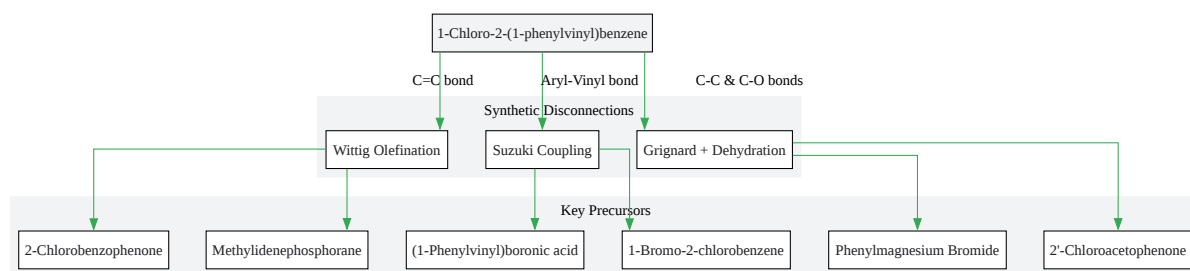 1-Chloro-2-(1-phenylvinyl)benzene
C=C bond
Aryl-Vinyl bond
C-C & C-O bonds
Synthetic Disconnections
Wittig Olefination
Suzuki Coupling
Grignard + Dehydration
Key Precursors
2-Chlorobenzophenone
Methylidenephosphorane
(1-Phenylvinyl)boronic acid
1-Bromo-2-chlorobenzene
Phenylmagnesium Bromide
2'-Chloroacetophenone